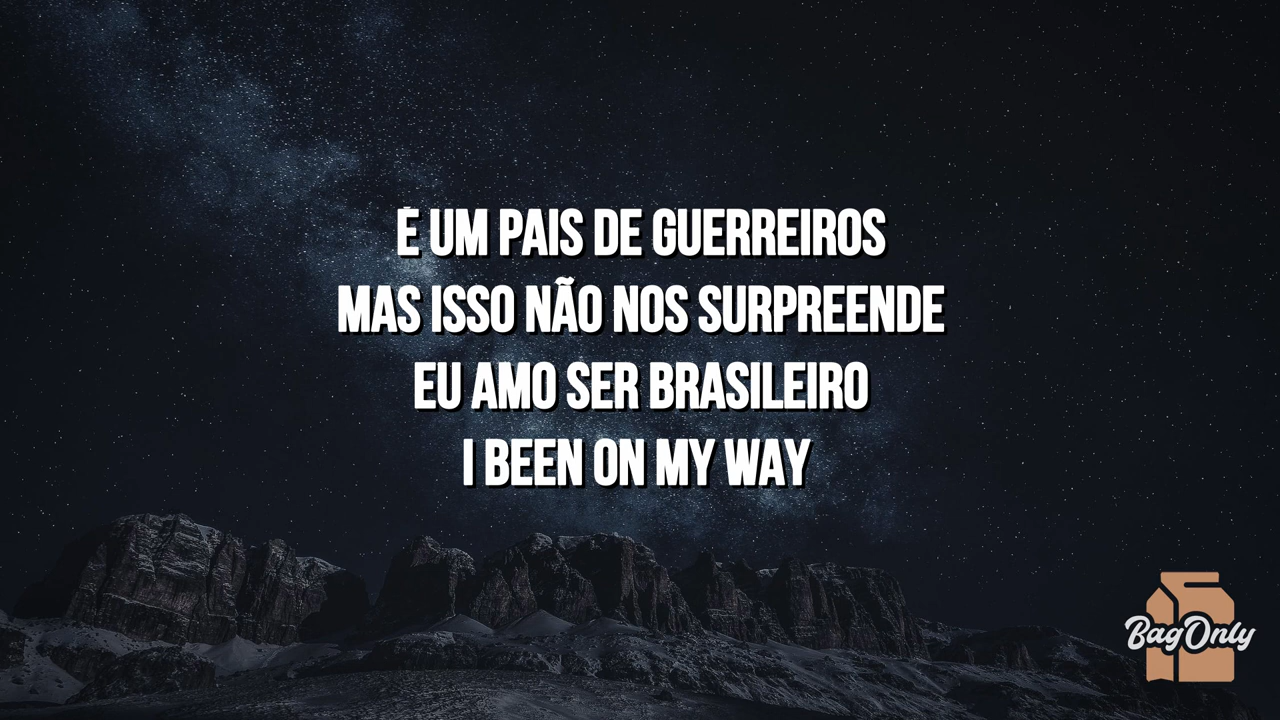 É UM PAIS DE GUERREIROS
MAS ISSO NÃO NOS SURPREENDE
EU AMO SER BRASILEIRO
I BEEN ON MY WAY
BagOnly